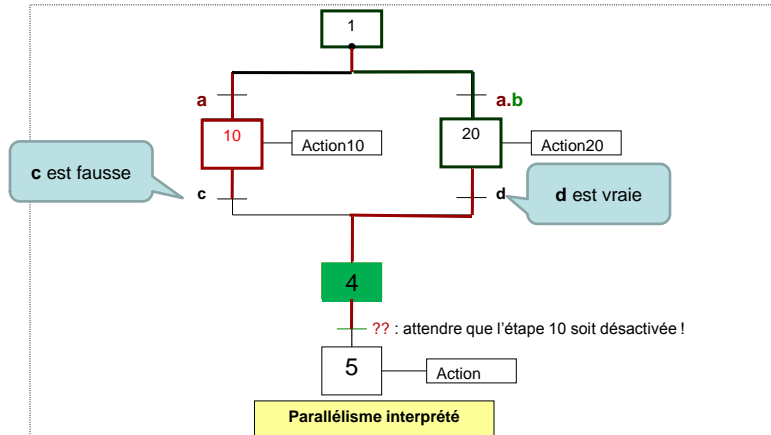 1
a
a.b
10
Action10
20
Action20
c est fausse
c
d
d est vraie
4
?? : attendre que l'étape 10 soit désactivée !
5
Action
Parallélisme interprété